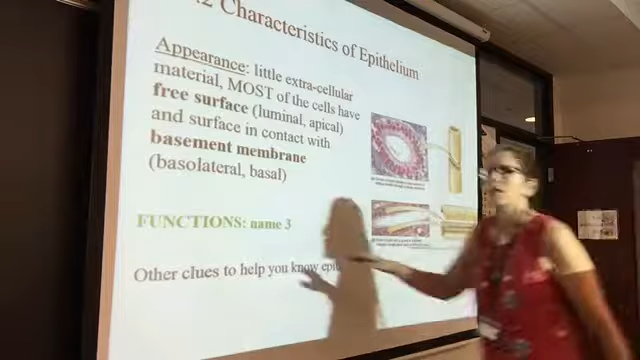 .2 Characteristics of Epithelium
Appearance: little extra-cellular
material, MOST of the cells have
free surface (luminal, apical)
and surface in contact with
basement membrane
(basolateral, basal)
FUNCTIONS: name 3
Other clues to help you know